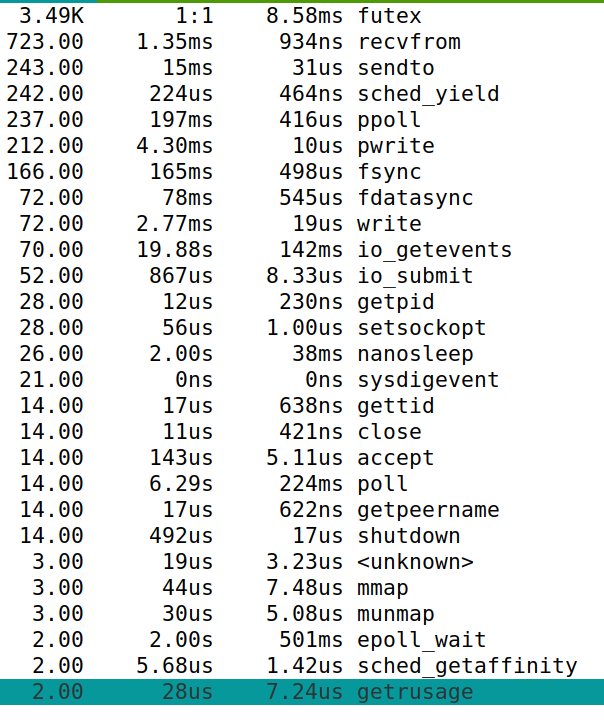 3.49K 1:1 8.58ms futex
723.00 1.35ms 934ns recvfrom
243.00 15ms 31us sendto
242.00 224us 464ns sched_yield
237.00 197ms 416us ppoll
212.00 4.30ms 10us pwrite
166.00 165ms 498us fsync
72.00 78ms 545us fdatasync
72.00 2.77ms 19us write
70.00 19.88s 142ms io_getevents
52.00 867us 8.33us io_submit
28.00 12us 230ns getpid
28.00 56us 1.00us setsockopt
26.00 2.00s 38ms nanosleep
21.00 0ns 0ns sysdigevent
14.00 17us 638ns gettid
14.00 11us 421ns close
14.00 143us 5.11us accept
14.00 6.29s 224ms poll
14.00 17us 622ns getpeername
14.00 492us 17us shutdown
3.00 19us 3.23us <unknown>
3.00 44us 7.48us mmap
3.00 30us 5.08us munmap
2.00 2.00s 501ms epoll_wait
2.00 5.68us 1.42us sched_getaffinity
2.00 28us 7.24us getrusage